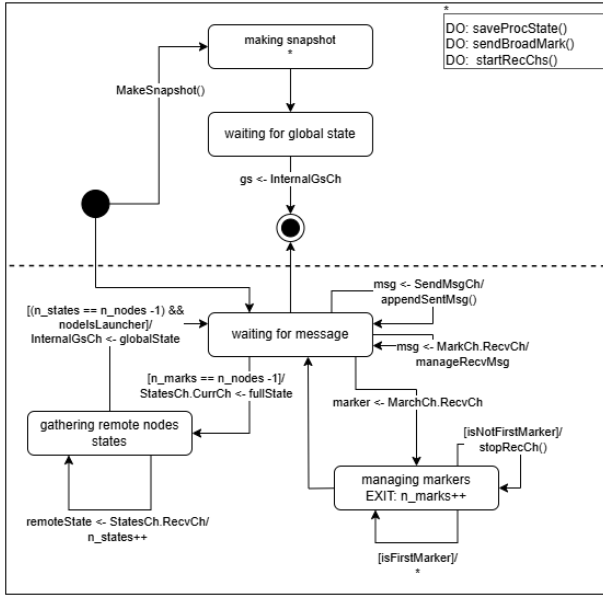 making snapshot
*
*
DO: saveProcState()
DO: sendBroadMark()
DO: startRecChs()
MakeSnapshot()
waiting for global state
gs <- InternalGsCh
[(n_states == n_nodes -1) &&
nodeIsLauncher]/
InternalGsCh <- globalState
waiting for message
msg <- SendMsgCh/
appendSentMsg()
msg <- MarkCh.RecvCh/
manageRecvMsg
[n_marks == n_nodes -1]/
StatesCh.CurrCh <- fullState
marker <- MarchCh.RecvCh
gathering remote nodes
states
[isNotFirstMarker]/
stopRecCh()
managing markers
EXIT: n_marks++
remoteState <- StatesCh.RecvCh/
n_states++
[isFirstMarker]/
*